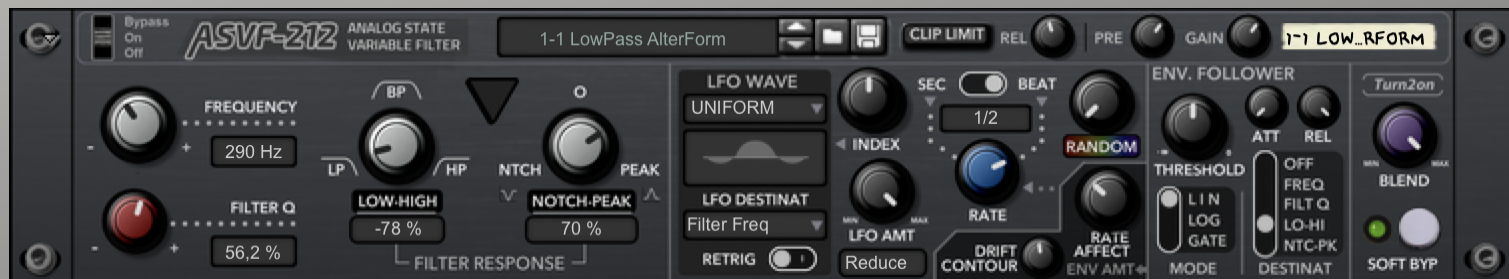 Bypass
On
Off
ASVF-212
ANALOG STATE
VARIABLE FILTER
1-1 LowPass AlterForm
CLIP LIMIT
REL
PRE
GAIN
1-1 LOW...RFORM
FREQUENCY
- +
290 Hz
FILTER Q
- +
56,2 %
BP
LP
HP
LOW-HIGH
-78 %
O
NTCH
PEAK
NOTCH-PEAK
70 %
FILTER RESPONSE
LFO WAVE
UNIFORM
LFO DESTINAT
Filter Freq
RETRIG
INDEX
MIN MAX
LFO AMT
Reduce
SEC
BEAT
1/2
RATE
DRIFT
CONTOUR
RANDOM
RATE
AFFECT
ENV AMT
ENV. FOLLOWER
THRESHOLD
ATT
REL
LIN
LOG
GATE
MODE
OFF
FREQ
FILT Q
LO-HI
NTC-PK
DESTINAT
Turn2on
MIN MAX
BLEND
SOFT BYP